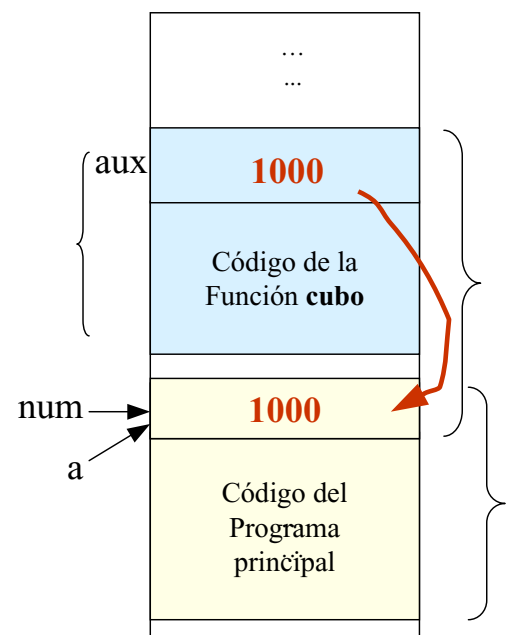 …
...
aux
1000
Código de la
Función cubo
num
1000
a
Código del
Programa
principal